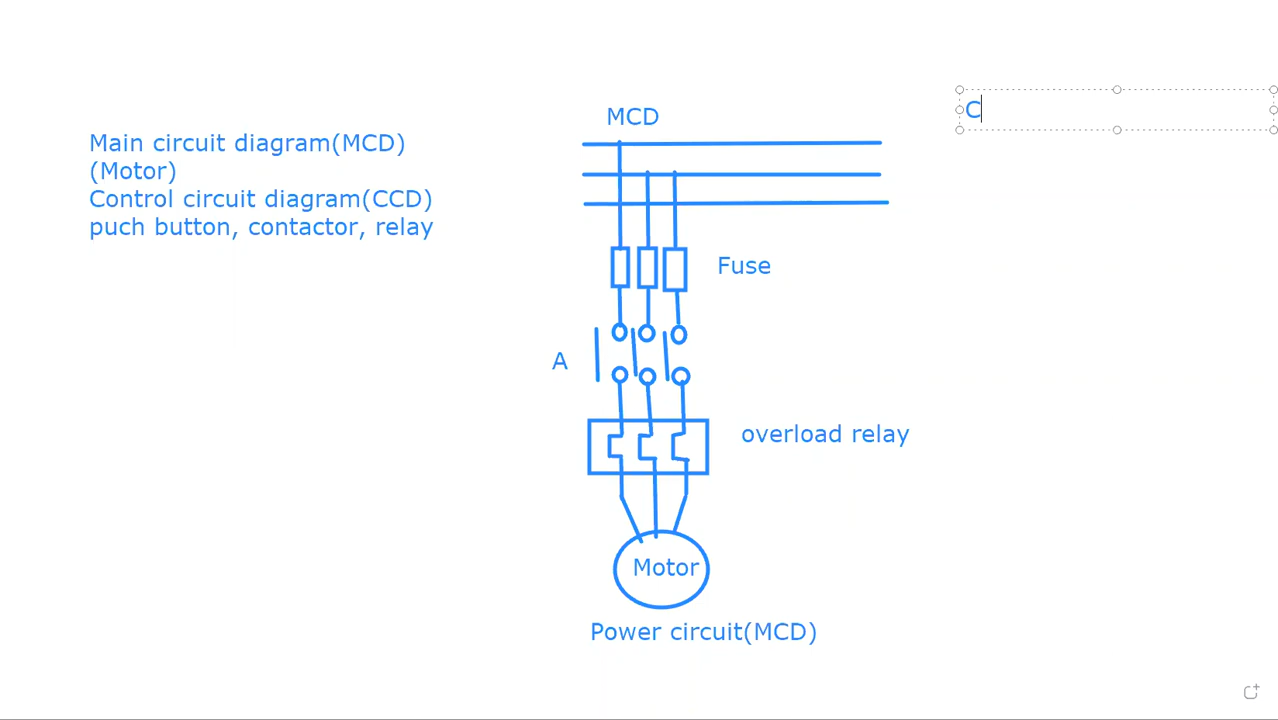 Main circuit diagram(MCD)
(Motor)
Control circuit diagram(CCD)
puch button, contactor, relay
MCD
Fuse
A
overload relay
Motor
Power circuit(MCD)
C